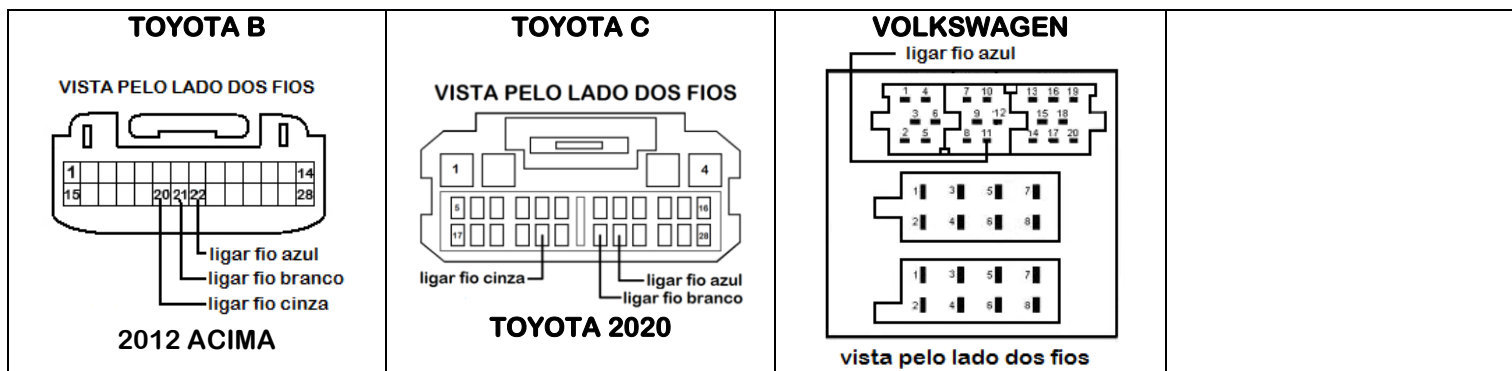 TOYOTA B
VISTA PELO LADO DOS FIOS
1 14
15 20 21 22 28
ligar fio azul
ligar fio branco
ligar fio cinza
2012 ACIMA
TOYOTA C
VISTA PELO LADO DOS FIOS
1 4
5 16
17 28
ligar fio cinza
ligar fio azul
ligar fio branco
TOYOTA 2020
VOLKSWAGEN
ligar fio azul
1 4 7 10 13 16 19
3 6 9 12 15 18
2 5 8 11 14 17 20
1 3 5 7
2 4 6 8
1 3 5 7
2 4 6 8
vista pelo lado dos fios